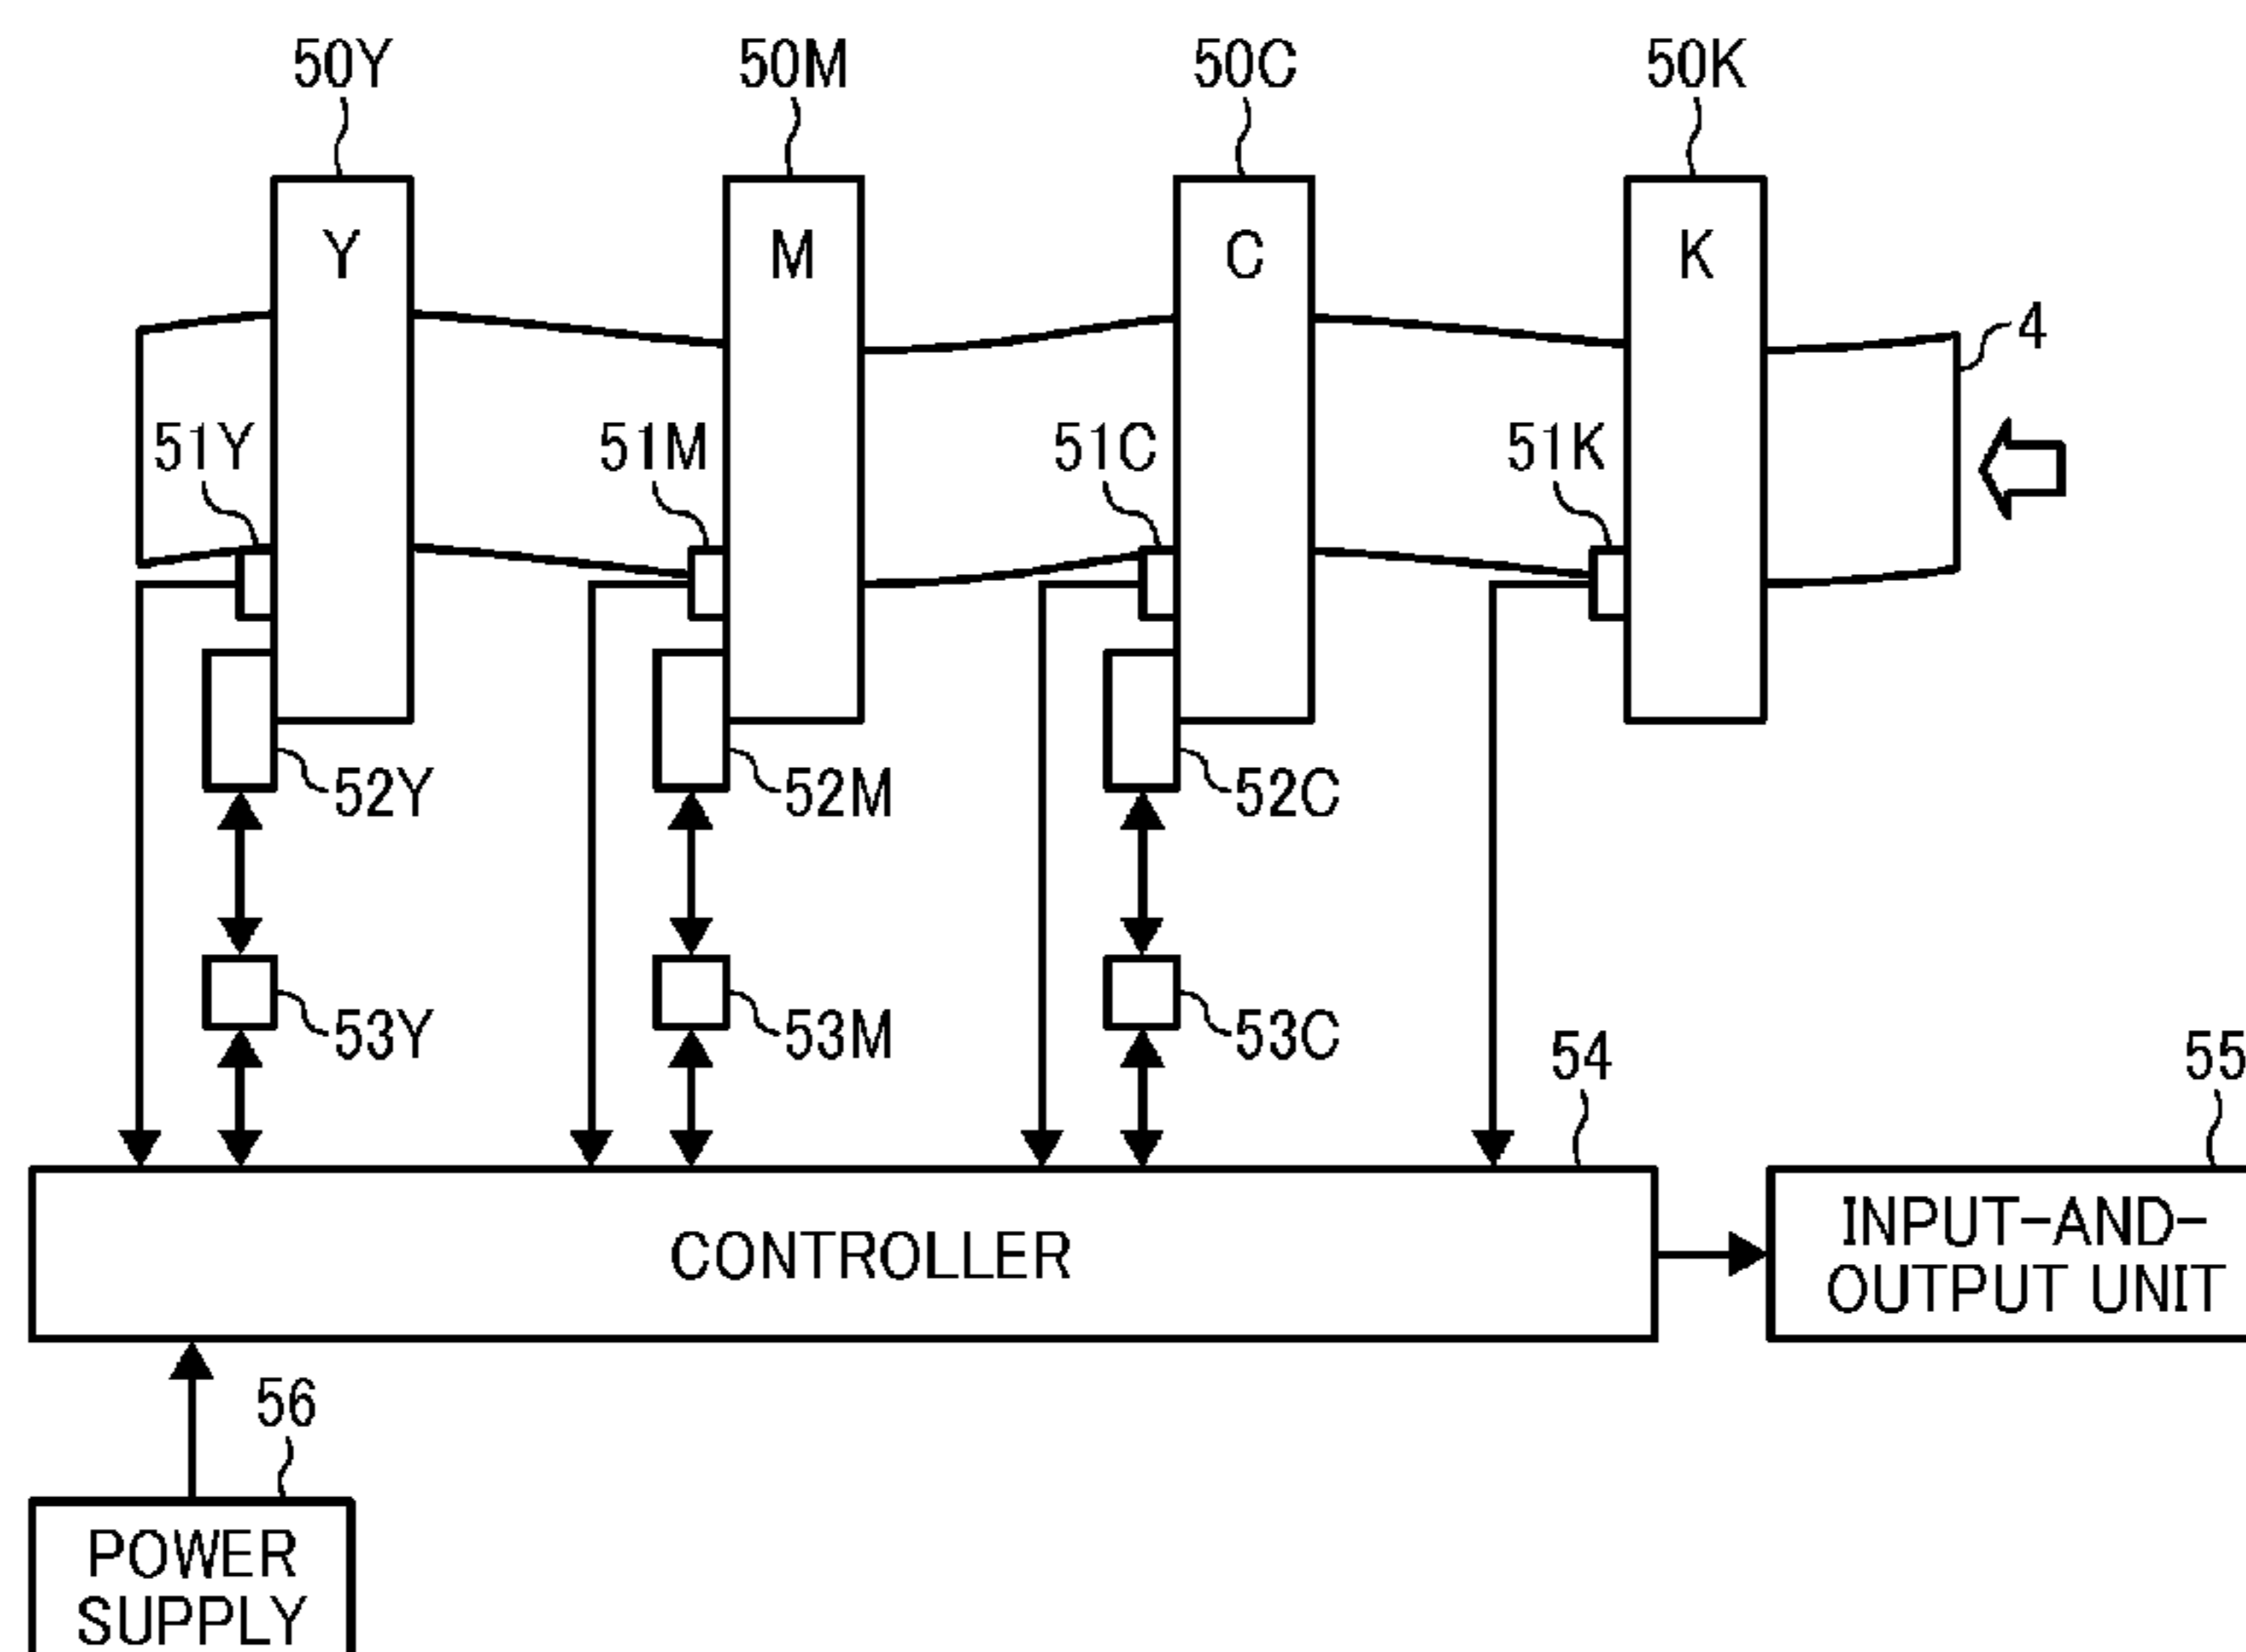 50Y 50M 50C 50K
Y M C K
4
51Y 51M 51C 51K
52Y 52M 52C
53Y 53M 53C
54 55
CONTROLLER
INPUT-AND-
OUTPUT UNIT
56
POWER
SUPPLY